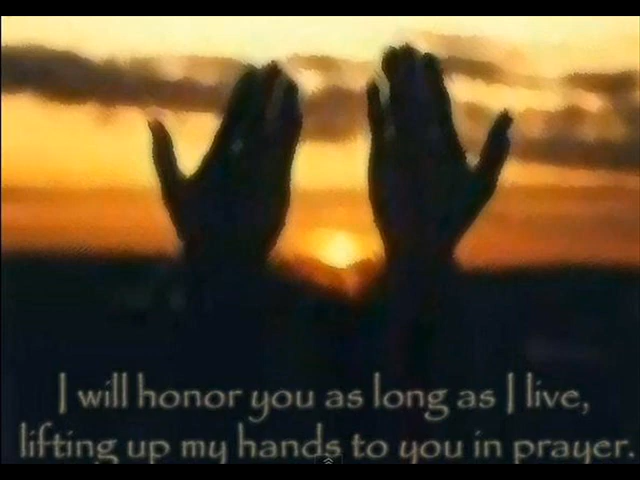 I will honor you as long as I live,
lifting up my hands to you in prayer.